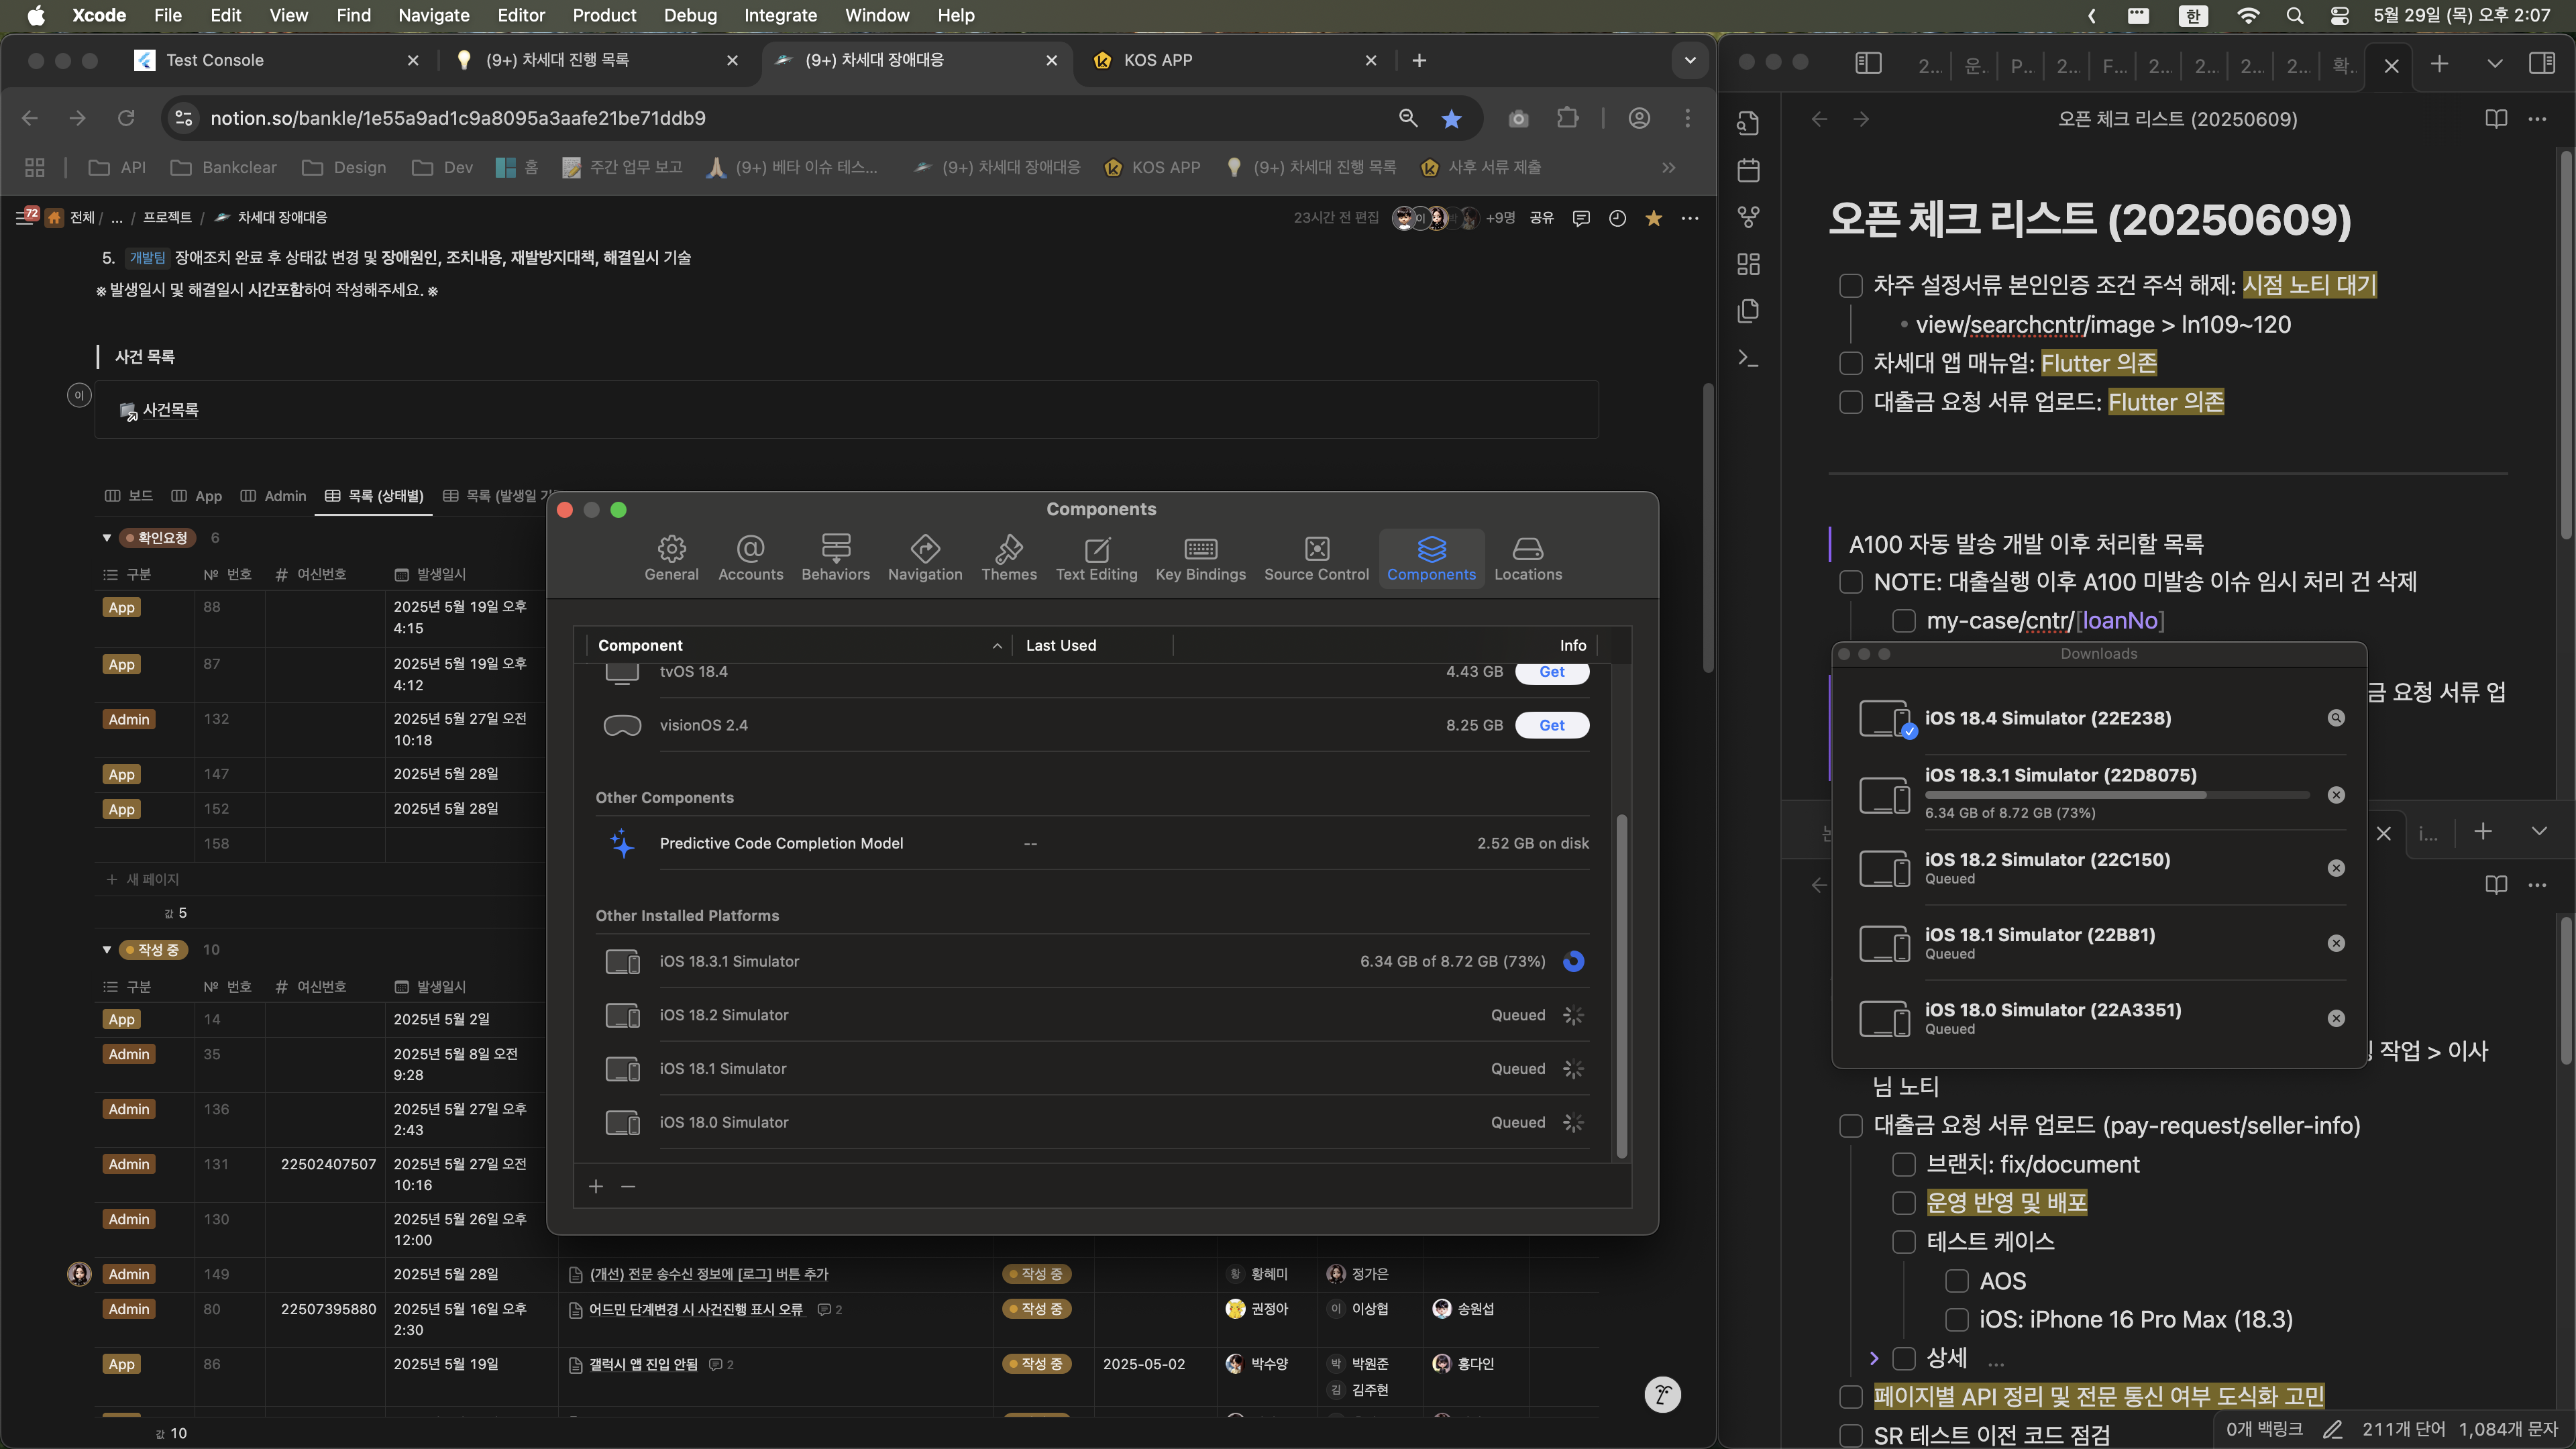 Xcode File Edit View Find Navigate Editor Product Debug Integrate Window Help
한 5월 29일 (목) 오후 2:07
Test Console
(9+) 차세대 진행 목록
(9+) 차세대 장애대응
KOS APP
notion.so/bankle/1e55a9ad1c9a8095a3aafe21be71ddb9
API Bankclear Design Dev 홈 주간 업무 보고 (9+) 베타 이슈 테스... (9+) 차세대 장애대응 KOS APP (9+) 차세대 진행 목록 사후 서류 제출
72 전체 / ... / 프로젝트 / 차세대 장애대응
23시간 전 편집 이 +9명 공유
5. 개발팀 장애조치 완료 후 상태값 변경 및 장애원인, 조치내용, 재발방지대책, 해결일시 기술
※ 발생일시 및 해결일시 시간포함하여 작성해주세요. ※
사건 목록
이
사건목록
보드 App Admin 목록 (상태별) 목록 (발생일
확인요청 6
구분 № 번호 # 여신번호 발생일시
App 88 2025년 5월 19일 오후
4:15
App 87 2025년 5월 19일 오후
4:12
Admin 132 2025년 5월 27일 오전
10:18
App 147 2025년 5월 28일
App 152 2025년 5월 28일
158
+ 새 페이지
값 5
작성 중 10
구분 № 번호 # 여신번호 발생일시
App 14 2025년 5월 2일
Admin 35 2025년 5월 8일 오전
9:28
Admin 136 2025년 5월 27일 오후
2:43
Admin 131 22502407507 2025년 5월 27일 오전
10:16
Admin 130 2025년 5월 26일 오후
12:00
Admin 149 2025년 5월 28일 (개선) 전문 송수신 정보에 [로그] 버튼 추가 작성 중 황 황혜미 정가은
Admin 80 22507395880 2025년 5월 16일 오후 어드민 단계변경 시 사건진행 표시 오류 2 작성 중 권정아 이 이상협 송원섭
2:30
App 86 2025년 5월 19일 갤럭시 앱 진입 안됨 2 작성 중 2025-05-02 박수양 박 박원준 홍다인
김 김주현
값 10
Components
General Accounts Behaviors Navigation Themes Text Editing Key Bindings Source Control Components Locations
Component Last Used Info
tvOS 18.4 4.43 GB Get
visionOS 2.4 8.25 GB Get
Other Components
Predictive Code Completion Model -- 2.52 GB on disk
Other Installed Platforms
iOS 18.3.1 Simulator 6.34 GB of 8.72 GB (73%)
iOS 18.2 Simulator Queued
iOS 18.1 Simulator Queued
iOS 18.0 Simulator Queued
+ −
2... 운. P... 2... F... 2... 2... 2... 2... 확.
오픈 체크 리스트 (20250609)
오픈 체크 리스트 (20250609)
차주 설정서류 본인인증 조건 주석 해제: 시점 노티 대기
• view/searchcntr/image > ln109~120
차세대 앱 매뉴얼: Flutter 의존
대출금 요청 서류 업로드: Flutter 의존
A100 자동 발송 개발 이후 처리할 목록
NOTE: 대출실행 이후 A100 미발송 이슈 임시 처리 건 삭제
my-case/cntr/[loanNo]
금 요청 서류 업
Downloads
iOS 18.4 Simulator (22E238)
iOS 18.3.1 Simulator (22D8075)
6.34 GB of 8.72 GB (73%)
iOS 18.2 Simulator (22C150)
Queued
iOS 18.1 Simulator (22B81)
Queued
iOS 18.0 Simulator (22A3351)
Queued
i...
작업 > 이사
님 노티
대출금 요청 서류 업로드 (pay-request/seller-info)
브랜치: fix/document
운영 반영 및 배포
테스트 케이스
AOS
iOS: iPhone 16 Pro Max (18.3)
상세 ...
페이지별 API 정리 및 전문 통신 여부 도식화 고민
SR 테스트 이전 코드 점검
0개 백링크 211개 단어 1,084개 문자